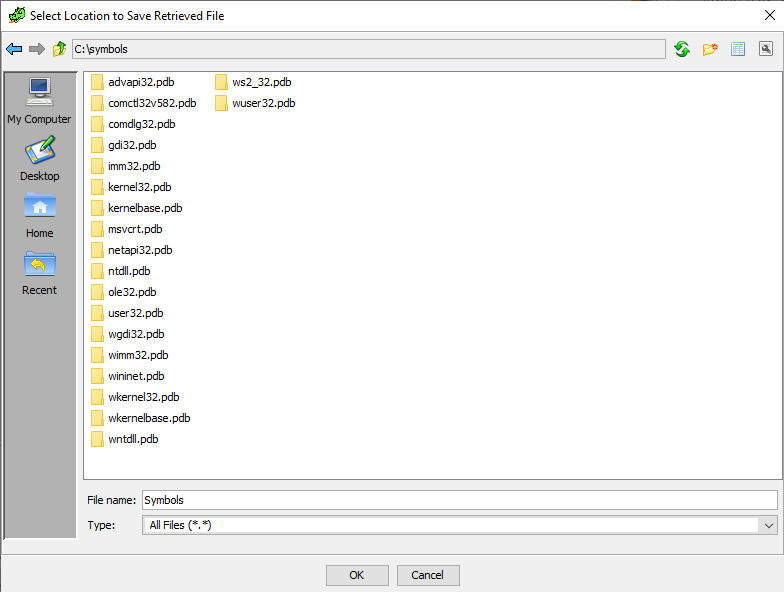 Select Location to Save Retrieved File
C:\symbols
My Computer
Desktop
Home
Recent
advapi32.pdb
comctl32v582.pdb
comdlg32.pdb
gdi32.pdb
imm32.pdb
kernel32.pdb
kernelbase.pdb
msvcrt.pdb
netapi32.pdb
ntdll.pdb
ole32.pdb
user32.pdb
wgdi32.pdb
wimm32.pdb
wininet.pdb
wkernel32.pdb
wkernelbase.pdb
wntdll.pdb
ws2_32.pdb
wuser32.pdb
File name: Symbols
Type: All Files (*.*)
OK Cancel